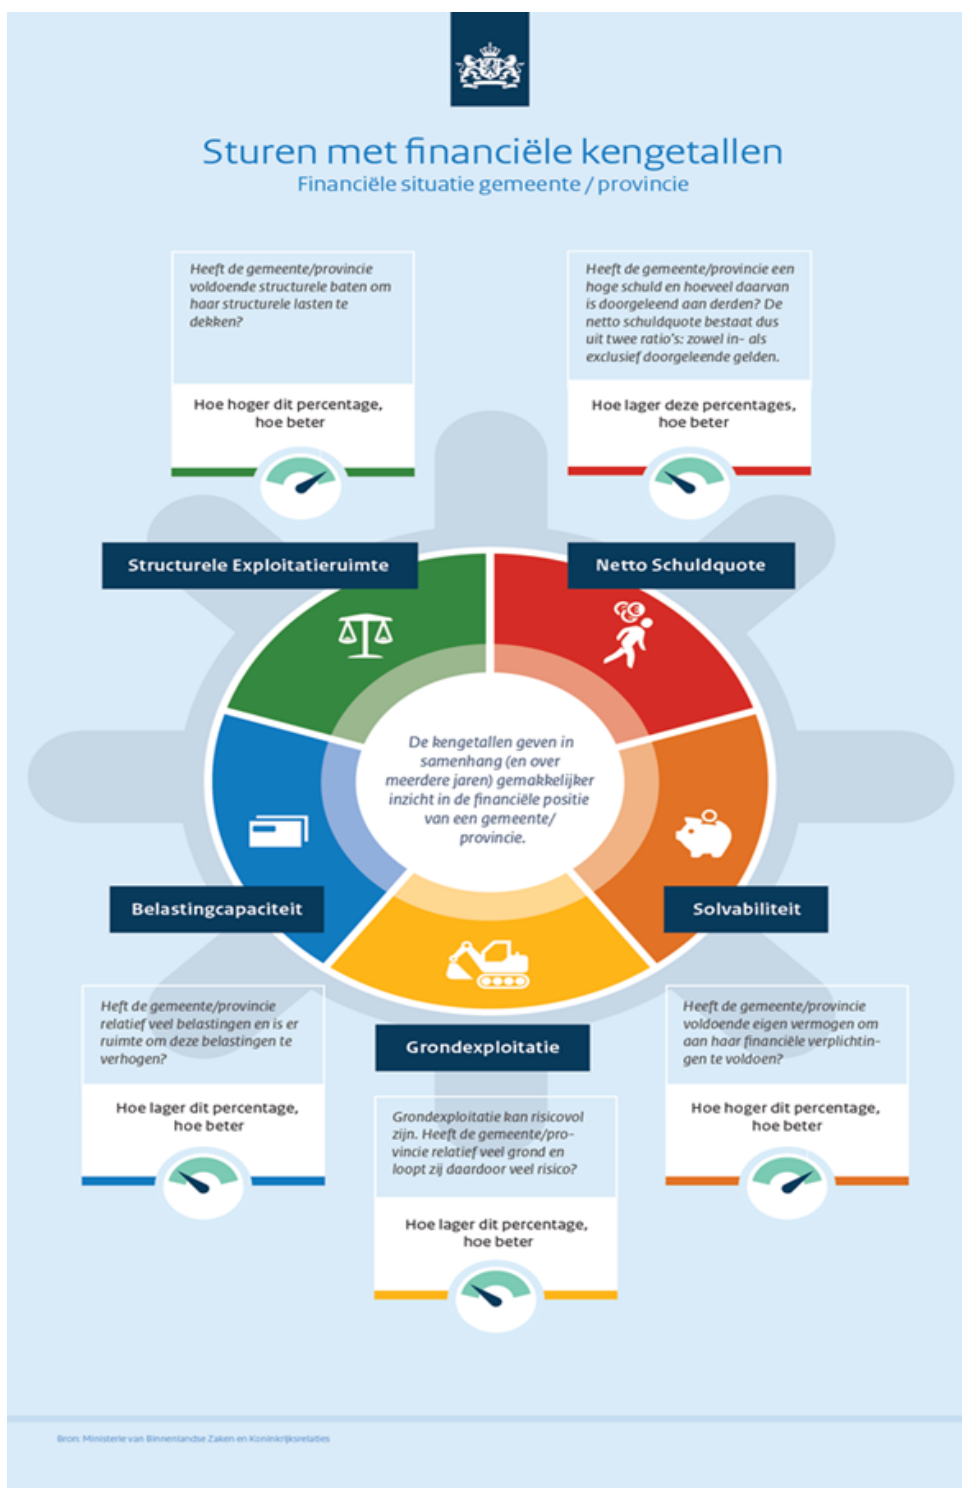 Sturen met financiële kengetallen
Financiële situatie gemeente / provincie
Heeft de gemeente/provincie
voldoende structurele baten om
haar structurele lasten te
dekken?
Hoe hoger dit percentage,
hoe beter
Heeft de gemeente/provincie een
hoge schuld en hoeveel daarvan
is doorgeleend aan derden? De
netto schuldquote bestaat dus
uit twee ratio's: zowel in- als
exclusief doorgeleende gelden.
Hoe lager deze percentages,
hoe beter
Structurele Exploitatieruimte
Netto Schuldquote
De kengetallen geven in
samenhang (en over
meerdere jaren) gemakkelijker
inzicht in de financiële positie
van een gemeente/
provincie.
Belastingcapaciteit
Solvabiliteit
Heft de gemeente/provincie
relatief veel belastingen en is er
ruimte om deze belastingen te
verhogen?
Hoe lager dit percentage,
hoe beter
Grondexploitatie
Grondexploitatie kan risicovol
zijn. Heeft de gemeente/pro-
vincie relatief veel grond en
loopt zij daardoor veel risico?
Hoe lager dit percentage,
hoe beter
Heeft de gemeente/provincie
voldoende eigen vermogen om
aan haar financiële verplichtin-
gen te voldoen?
Hoe hoger dit percentage,
hoe beter
Bron: Ministerie van Binnenlandse Zaken en Koninkrijksrelaties